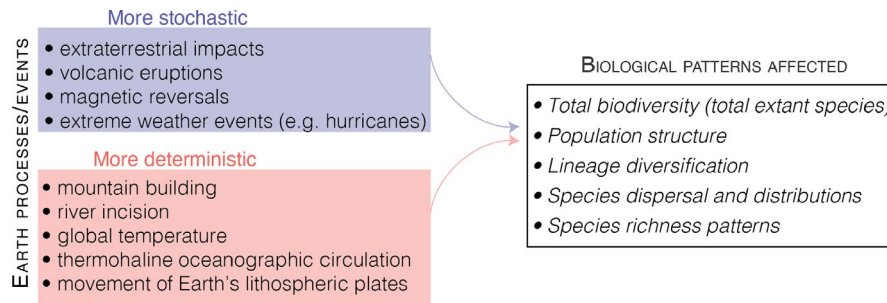 EARTH PROCESSES/EVENTS
More stochastic
• extraterrestrial impacts
• volcanic eruptions
• magnetic reversals
• extreme weather events (e.g. hurricanes)
More deterministic
• mountain building
• river incision
• global temperature
• thermohaline oceanographic circulation
• movement of Earth's lithospheric plates
BIOLOGICAL PATTERNS AFFECTED
• Total biodiversity (total extant species)
• Population structure
• Lineage diversification
• Species dispersal and distributions
• Species richness patterns